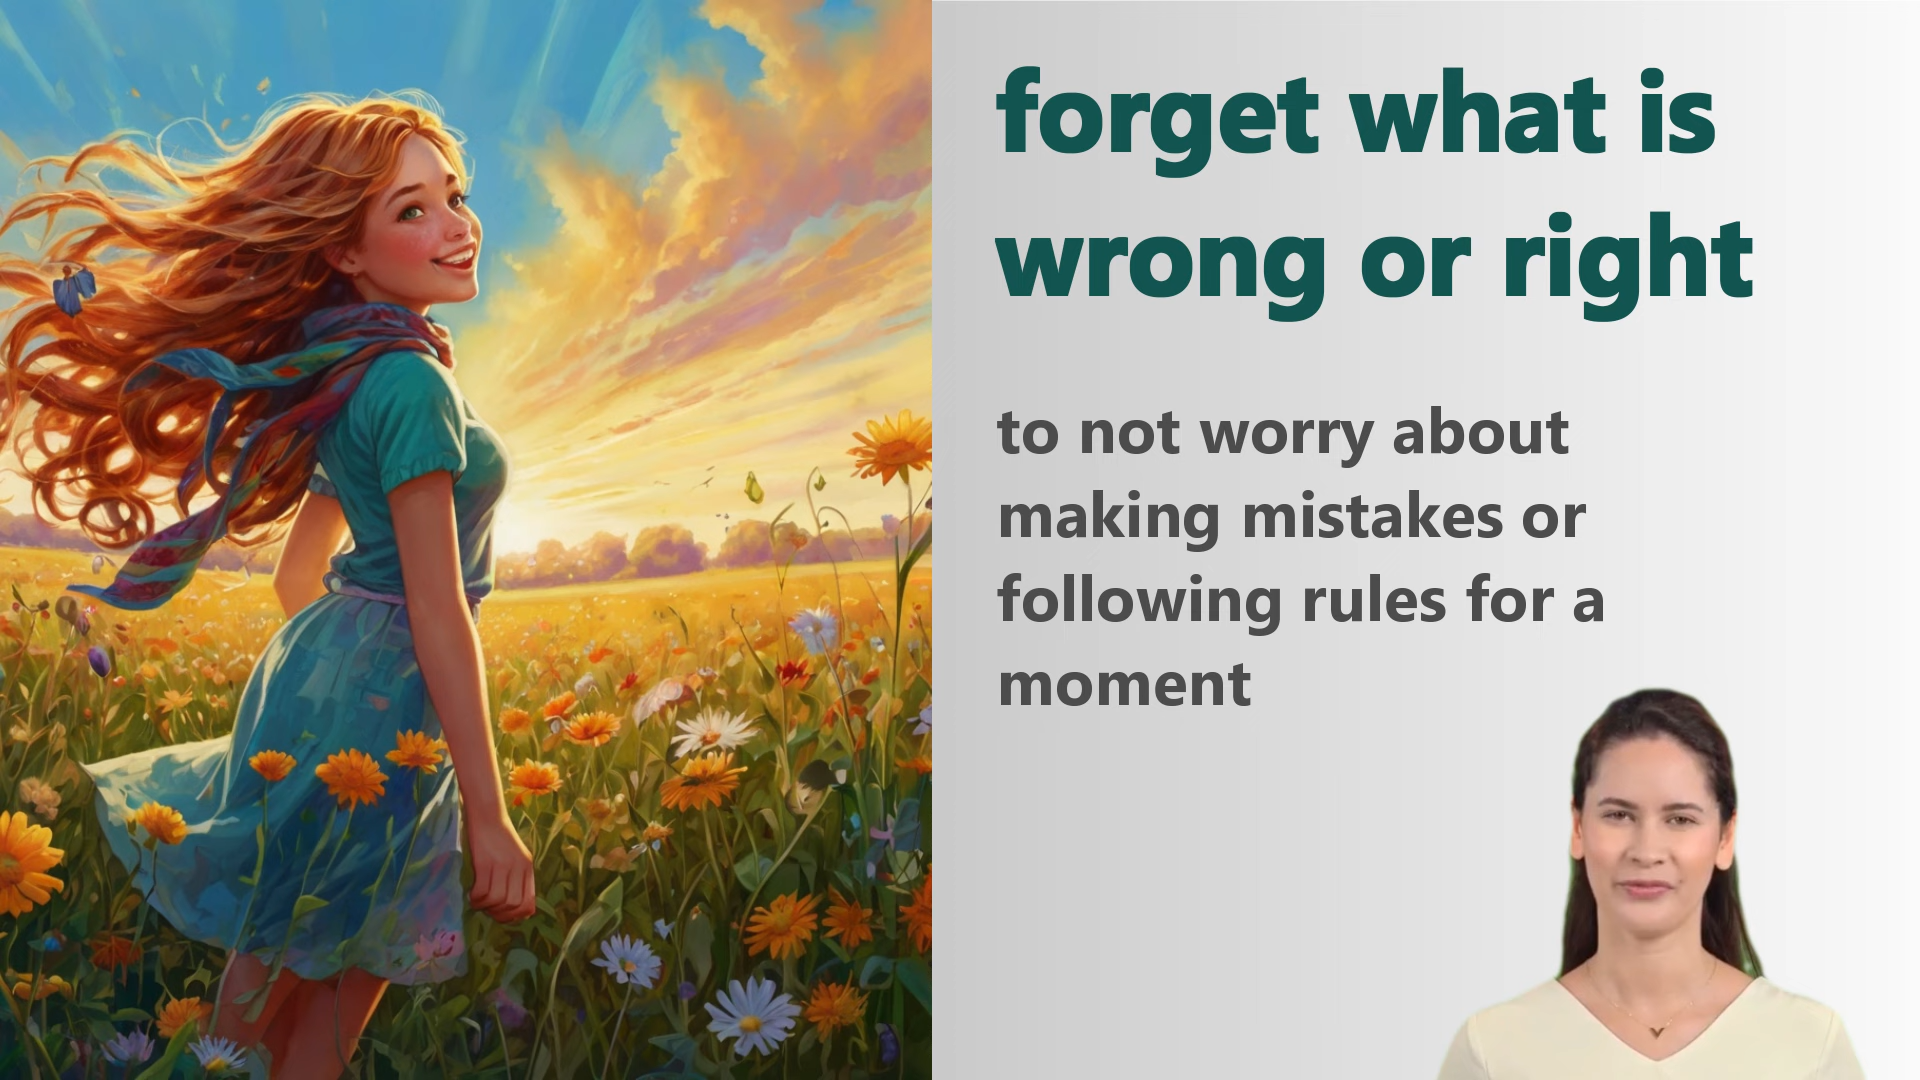 forget what is
wrong or right
to not worry about
making mistakes or
following rules for a
moment